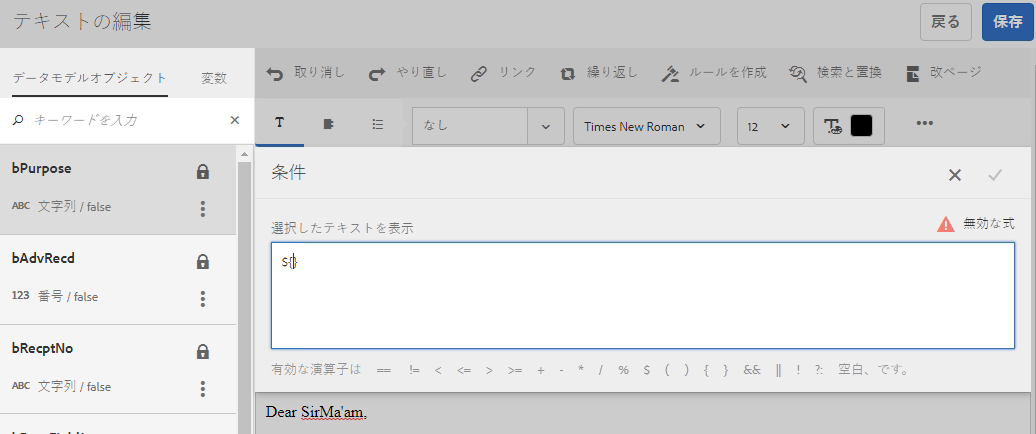 テキストの編集
戻る
保存
データモデルオブジェクト 変数
取り消し やり直し リンク 繰り返し ルールを作成 検索と置換 改ページ
キーワードを入力
T
なし
Times New Roman
12
bPurpose
ABC 文字列 / false
bAdvRecd
123 番号 / false
bRecptNo
ABC 文字列 / false
条件
選択したテキストを表示
無効な式
${}
有効な演算子は == != < <= > >= + - * / % $ ( ) { } && || ! ?: 空白、です。
Dear SirMa'am,